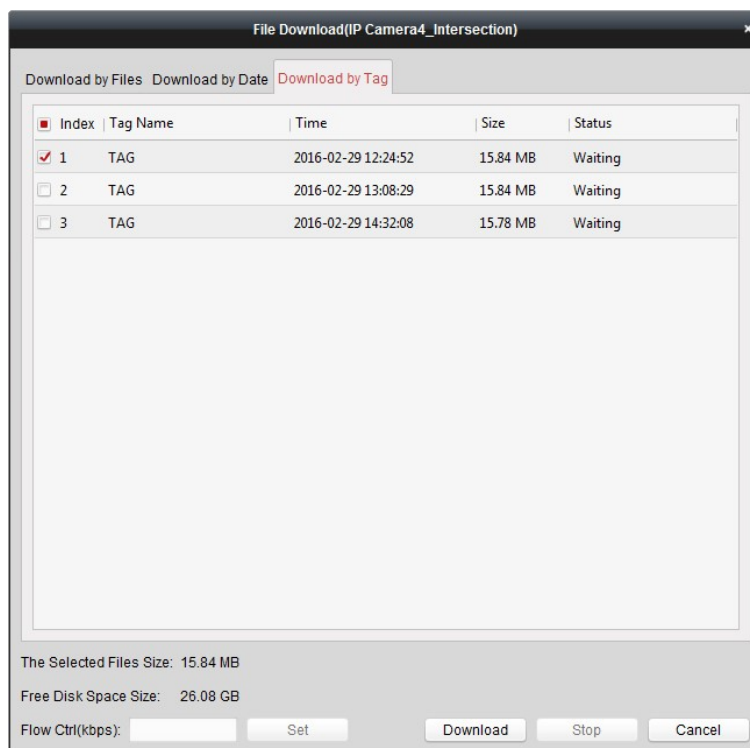 File Download(IP Camera4_Intersection)
Download by Files Download by Date Download by Tag
Index Tag Name Time Size Status
1 TAG 2016-02-29 12:24:52 15.84 MB Waiting
2 TAG 2016-02-29 13:08:29 15.84 MB Waiting
3 TAG 2016-02-29 14:32:08 15.78 MB Waiting
The Selected Files Size: 15.84 MB
Free Disk Space Size: 26.08 GB
Flow Ctrl(kbps): Set Download Stop Cancel